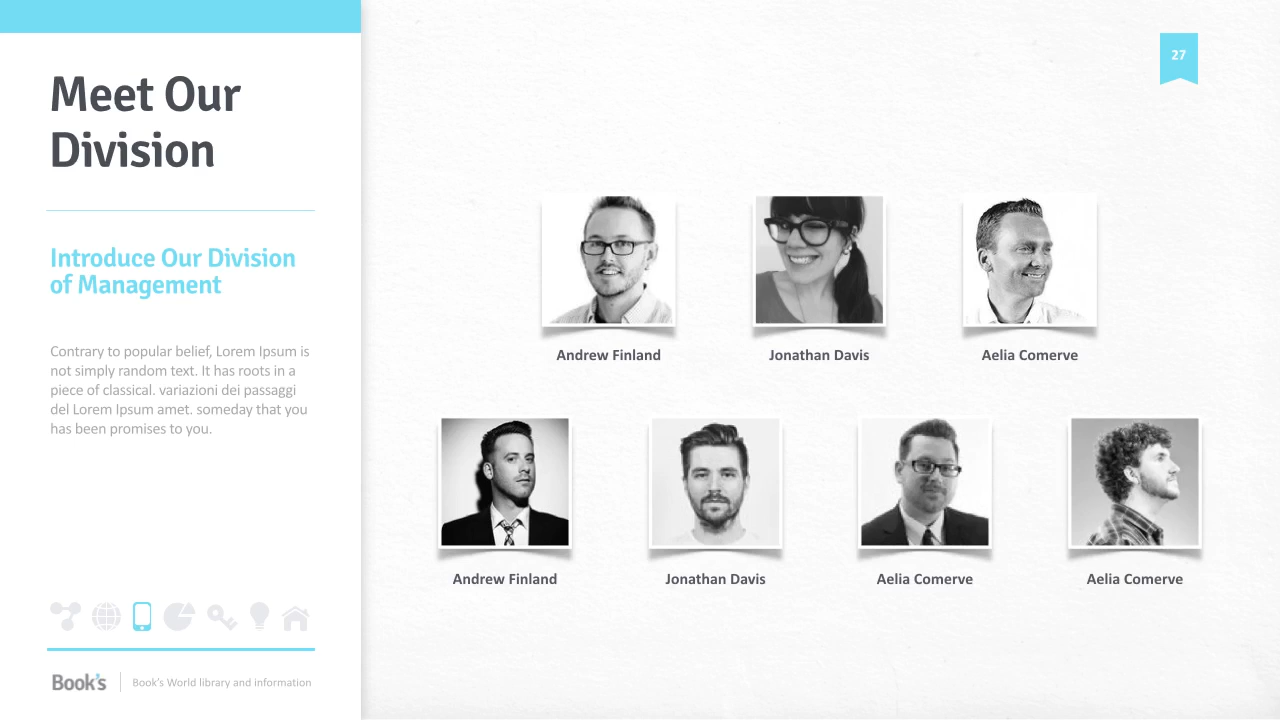 Meet Our
Division
Introduce Our Division
of Management
Contrary to popular belief, Lorem Ipsum is
not simply random text. It has roots in a
piece of classical. variazioni dei passaggi
del Lorem Ipsum amet. someday that you
has been promises to you.
Book's
Book's World library and information
27
Andrew Finland
Jonathan Davis
Aelia Comerve
Andrew Finland
Jonathan Davis
Aelia Comerve
Aelia Comerve